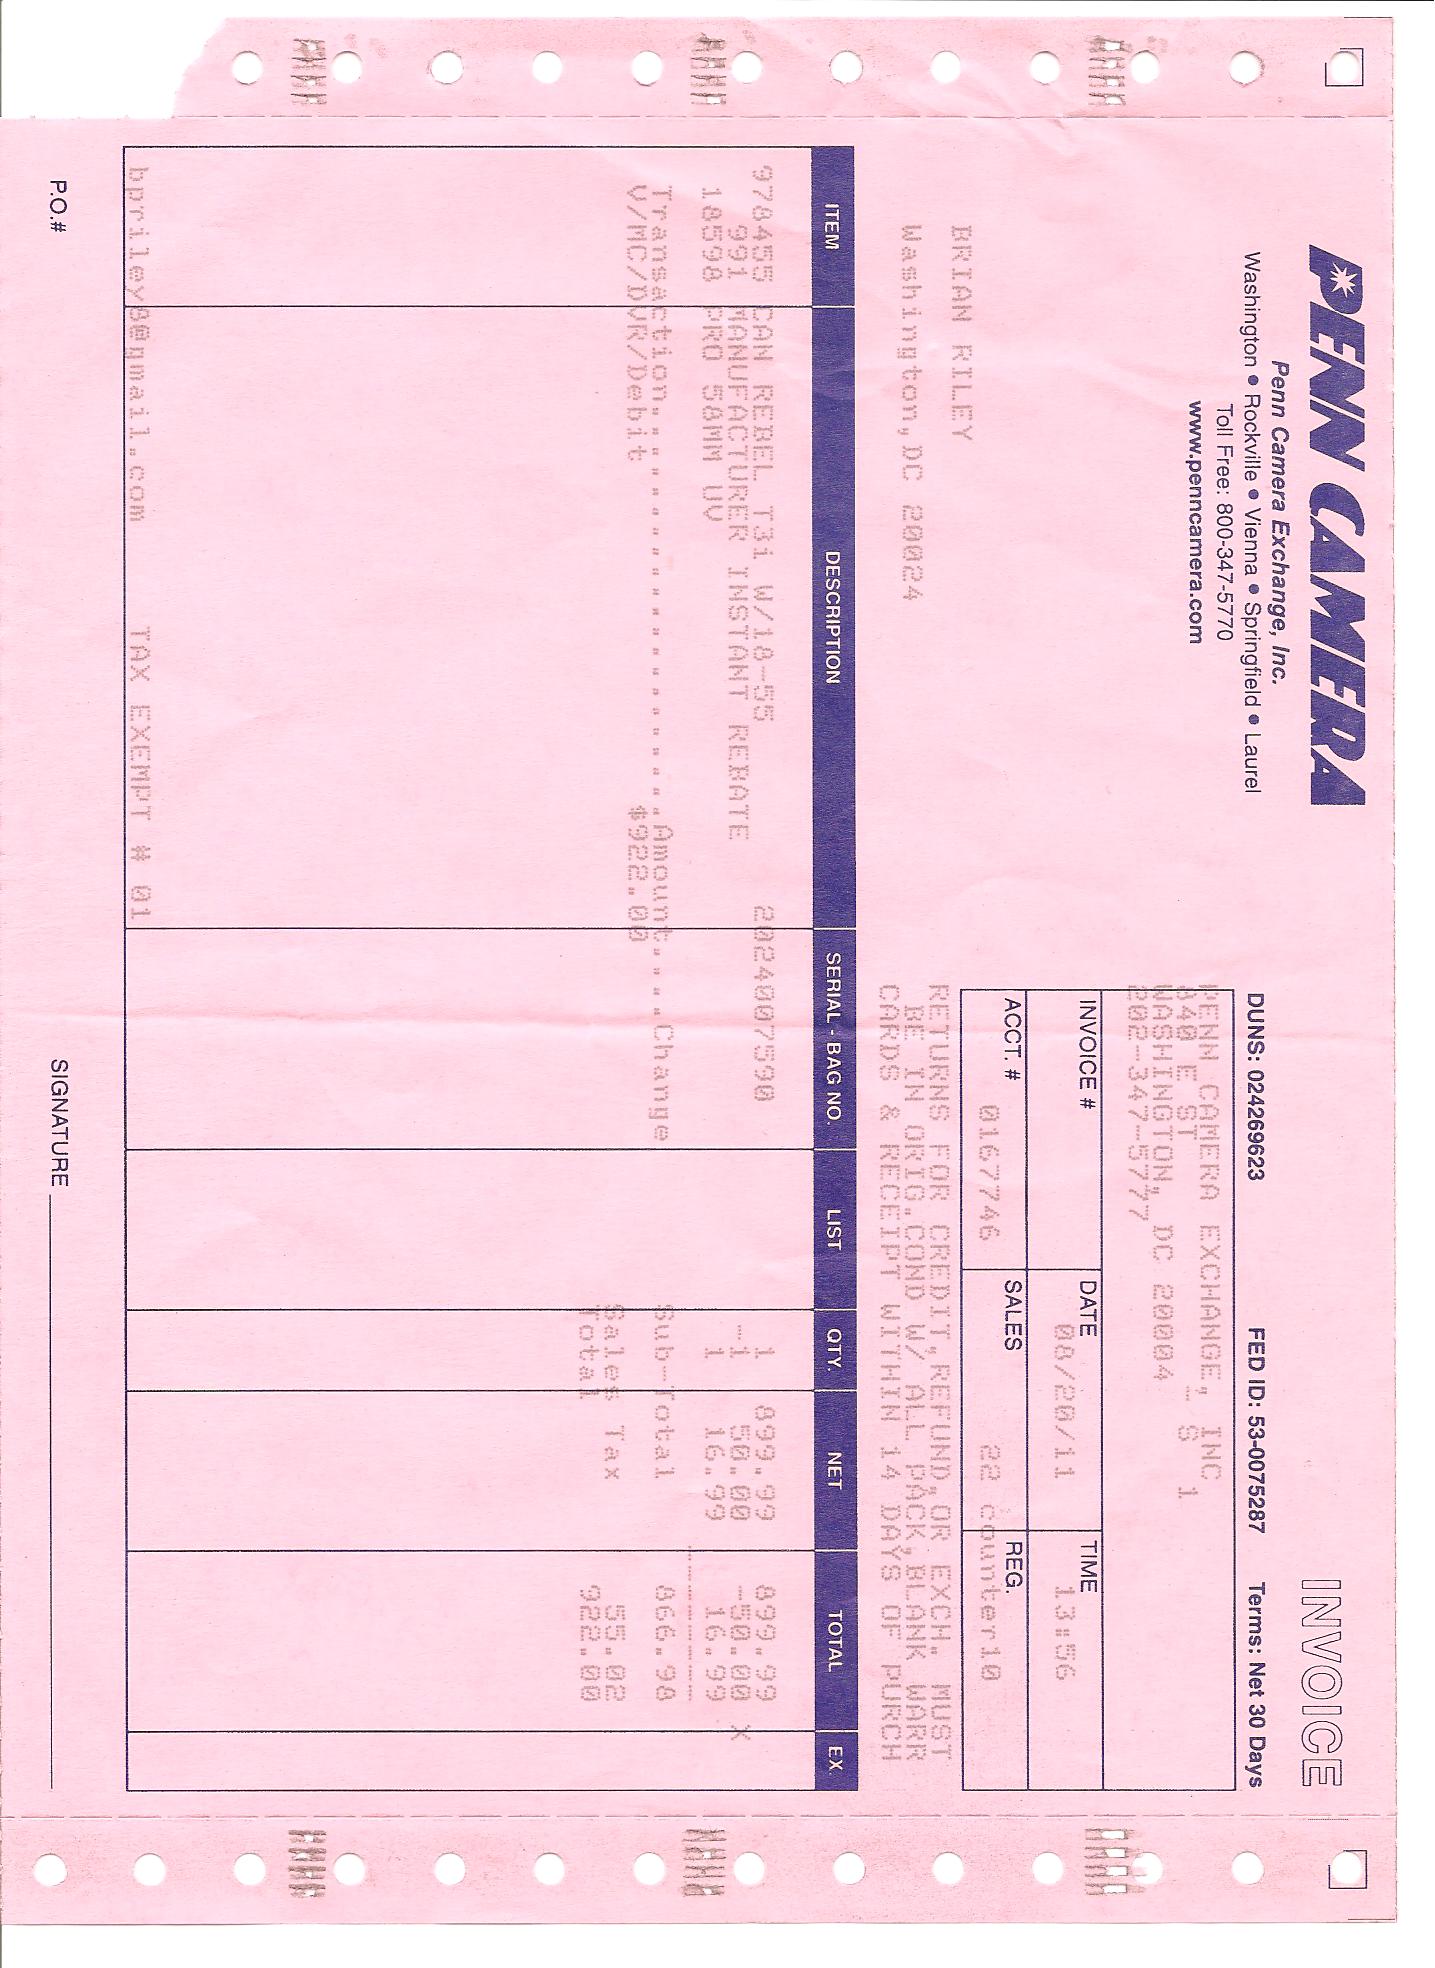 PENN CAMERA
Penn Camera Exchange, Inc.
Washington • Rockville • Vienna • Springfield • Laurel
Toll Free: 800-347-5770
www.penncamera.com
INVOICE
DUNS: 024269623 FED ID: 53-0075287 Terms: Net 30 Days
PENN CAMERA EXCHANGE, INC
840 E ST L 8 1
WASHINGTON, DC 20004
202-347-5777
INVOICE # DATE 08/20/11 TIME 13:56
ACCT. # 0167746 SALES 22 REG. Counter10
BRIAN RILEY
Washington,DC 20024
RETURNS FOR CREDIT,REFUND,OR EXCH. MUST
BE IN ORIG.COND W/ ALL PACK,BLANK WARR
CARDS & RECEIPT WITHIN 14 DAYS OF PURCH
ITEM DESCRIPTION SERIAL - BAG NO. LIST QTY. NET TOTAL EX
978455 CAN REBEL T3i W/18-55 2024007590 1 899.99 899.99
991 MANUFACTURER INSTANT REBATE -1 50.00 -50.00 X
18598 PRO 58MM UV 1 16.99 16.99
Transaction..................Amount....Change Sub-Total 866.98
V/MC/DVR/Debit $922.00
Sales Tax 55.02
Total 922.00
bpriley8@gmail.com TAX EXEMPT # 01
P.O.# SIGNATURE